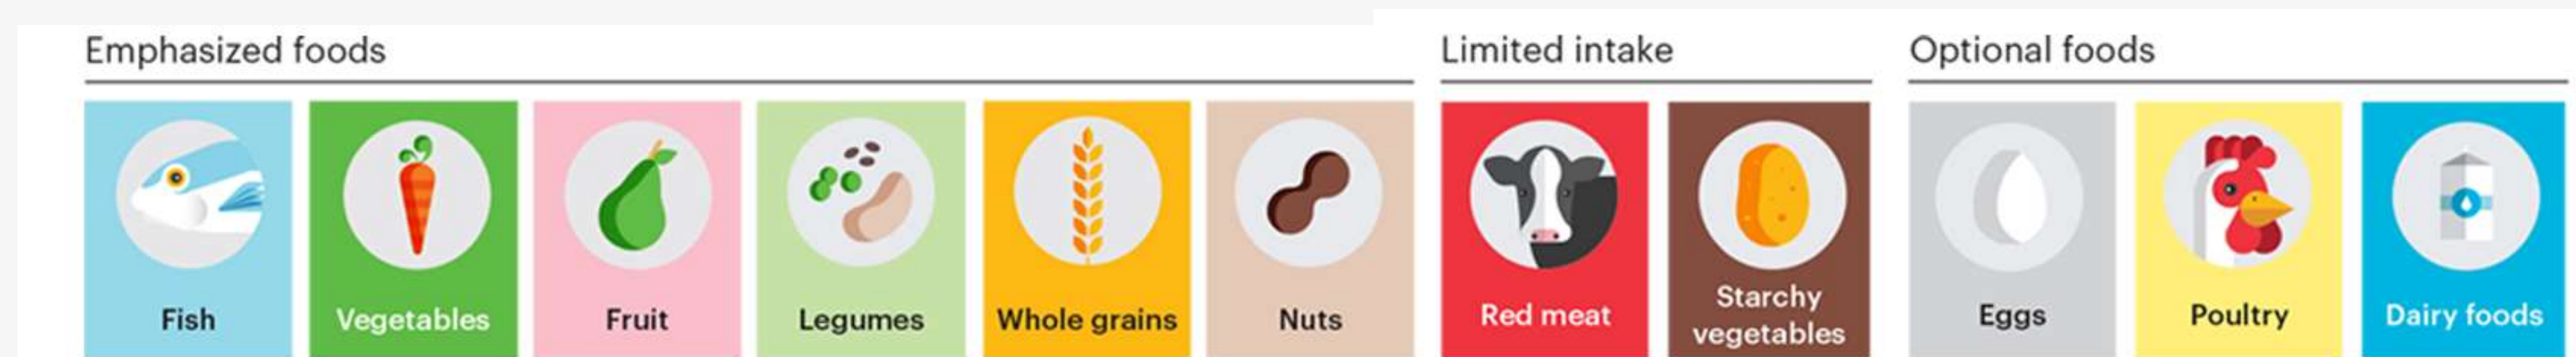 Emphasized foods
Limited intake
Optional foods
Fish
Vegetables
Fruit
Legumes
Whole grains
Nuts
Red meat
Starchy
vegetables
Eggs
Poultry
Dairy foods